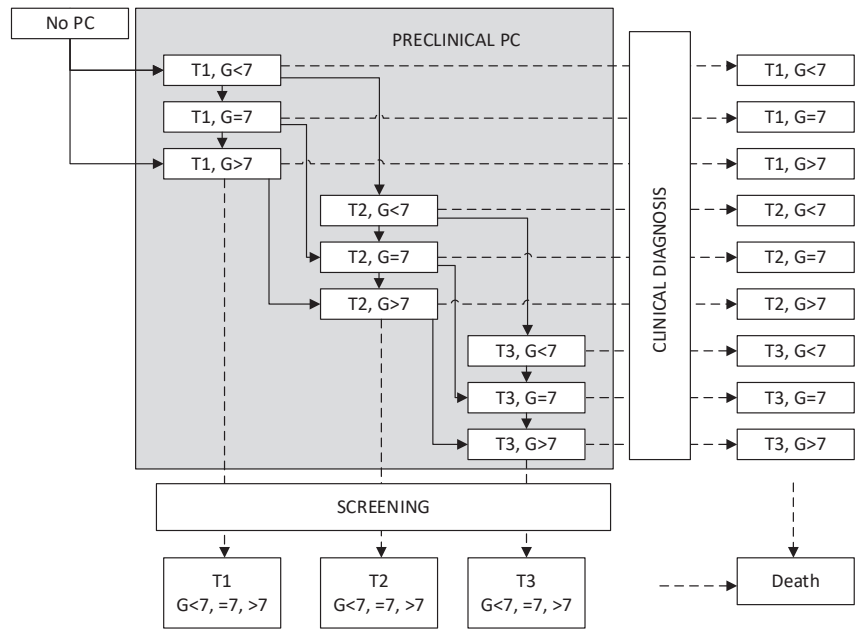 No PC
PRECLINICAL PC
T1, G<7
T1, G=7
T1, G>7
T2, G<7
T2, G=7
T2, G>7
T3, G<7
T3, G=7
T3, G>7
CLINICAL DIAGNOSIS
T1, G<7
T1, G=7
T1, G>7
T2, G<7
T2, G=7
T2, G>7
T3, G<7
T3, G=7
T3, G>7
SCREENING
T1
G<7, =7, >7
T2
G<7, =7, >7
T3
G<7, =7, >7
Death